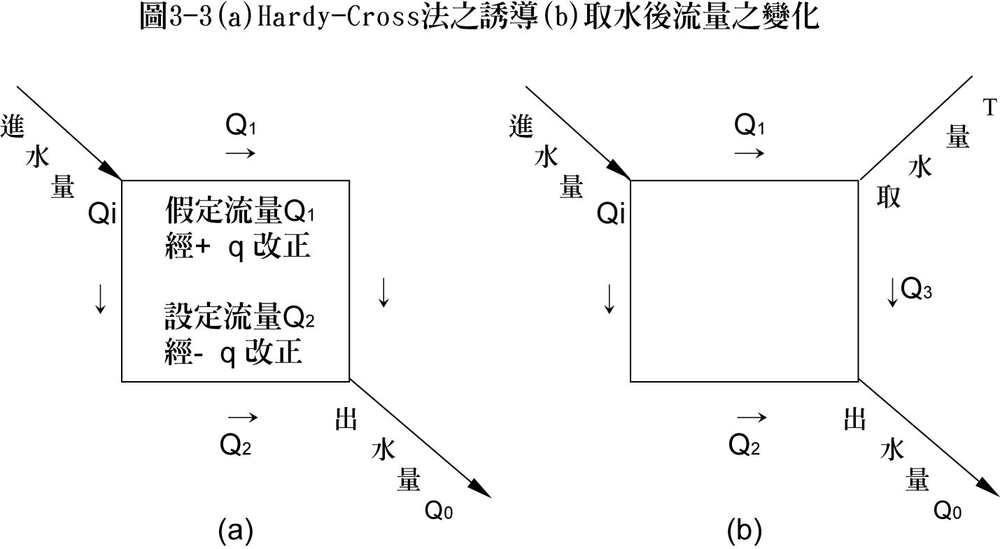 圖3-3(a)Hardy-Cross法之誘導(b)取水後流量之變化
進水量
Qi
Q1
→
假定流量Q1
經+ q 改正
設定流量Q2
經- q 改正
↓
↓
→
Q2
出水量
Q0
(a)
進水量
Qi
Q1
→
取水量
T
↓
↓Q3
→
Q2
出水量
Q0
(b)